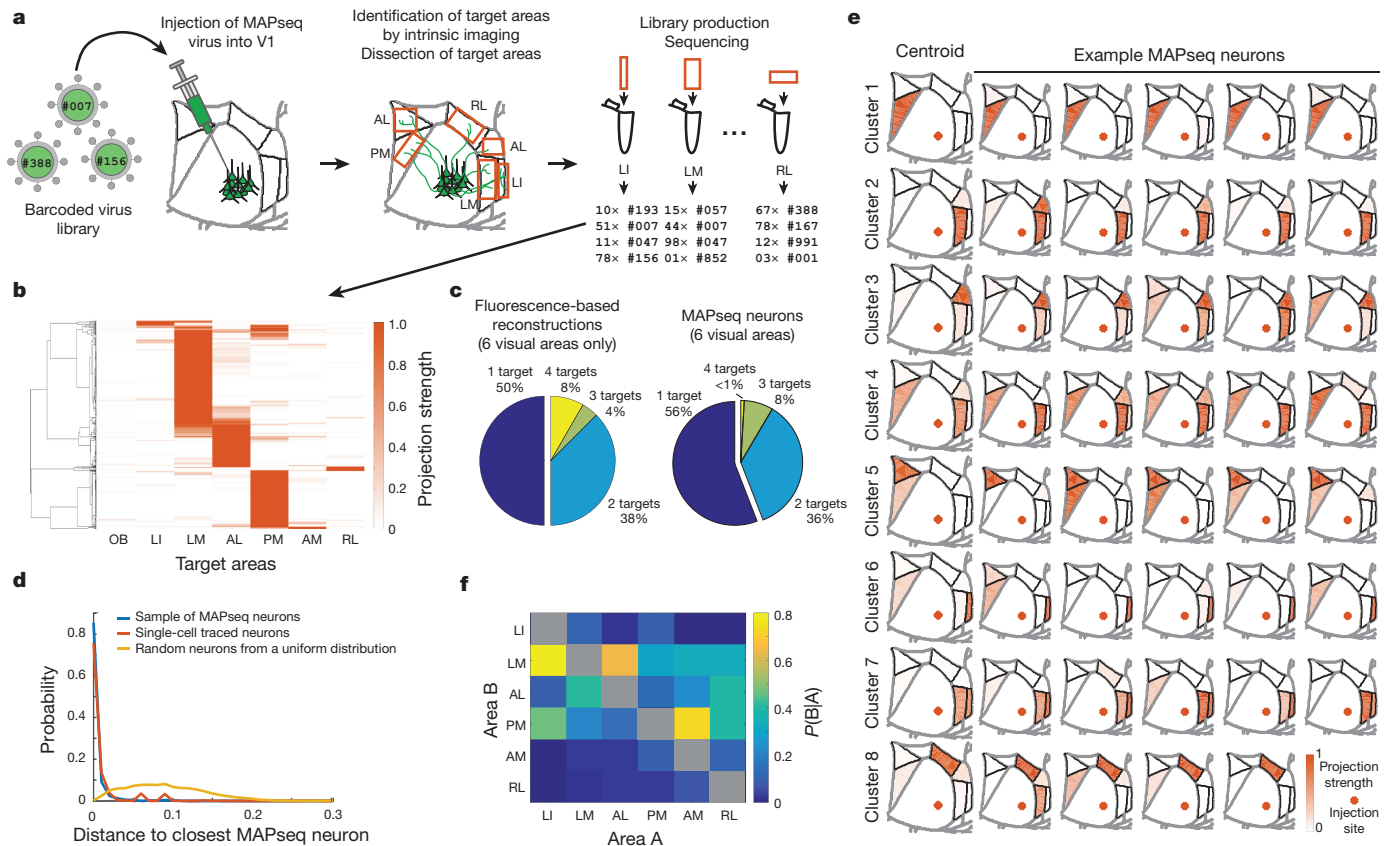 a
Injection of MAPseq
virus into V1
Identification of target areas
by intrinsic imaging
Dissection of target areas
Library production
Sequencing
#007
#388
#156
Barcoded virus
library
AL
PM
RL
AL
LI
LM
...
LI
LM
RL
10× #193 15× #057 67× #388
51× #007 44× #007 78× #167
11× #047 98× #047 12× #991
78× #156 01× #852 03× #001
b
1.0
0.8
0.6
0.4
0.2
0
Projection strength
OB LI LM AL PM AM RL
Target areas
c
Fluorescence-based
reconstructions
(6 visual areas only)
1 target
50%
4 targets
8%
3 targets
4%
2 targets
38%
MAPseq neurons
(6 visual areas)
4 targets
<1%
3 targets
8%
1 target
56%
2 targets
36%
d
Sample of MAPseq neurons
Single-cell traced neurons
Random neurons from a uniform distribution
Probability
0.8
0.6
0.4
0.2
0
0 0.1 0.2 0.3
Distance to closest MAPseq neuron
f
Area B
LI
LM
AL
PM
AM
RL
LI LM AL PM AM RL
Area A
0.8
0.6
0.4
0.2
0
P(B|A)
e
Centroid
Example MAPseq neurons
Cluster 1
Cluster 2
Cluster 3
Cluster 4
Cluster 5
Cluster 6
Cluster 7
Cluster 8
1
Projection
strength
Injection
0
site